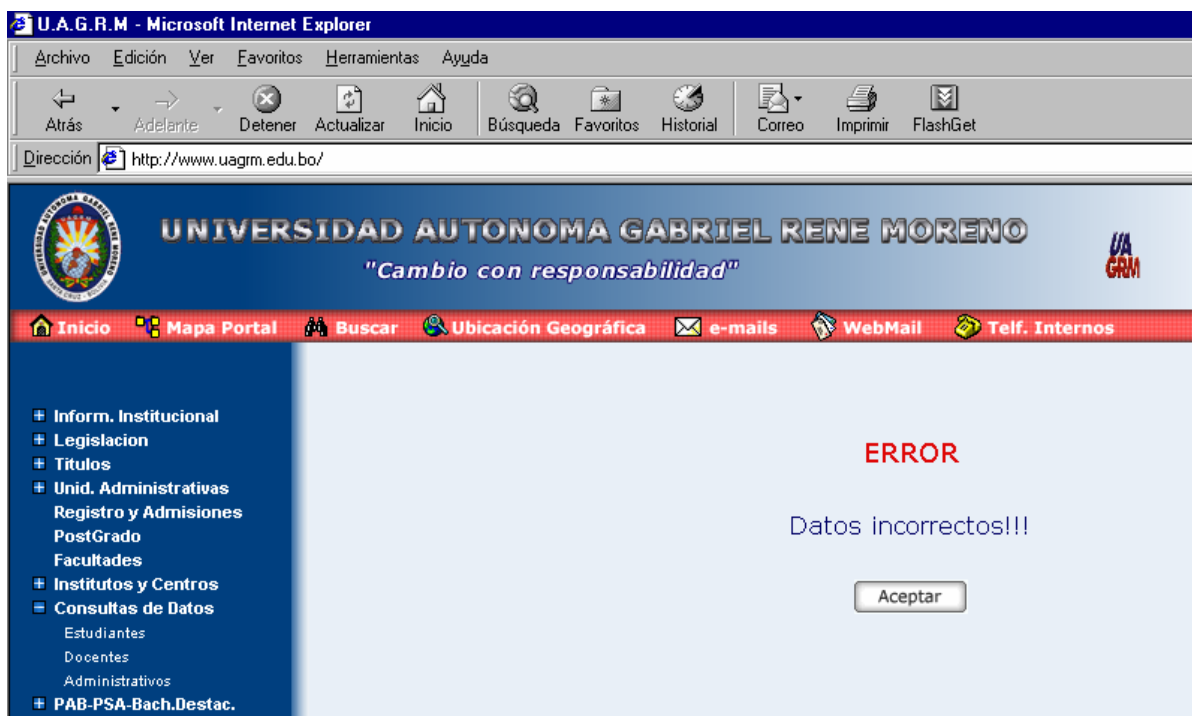 U.A.G.R.M - Microsoft Internet Explorer
Archivo Edición Ver Favoritos Herramientas Ayuda
Atrás Adelante Detener Actualizar Inicio Búsqueda Favoritos Historial Correo Imprimir FlashGet
Dirección http://www.uagrm.edu.bo/
UNIVERSIDAD AUTONOMA GABRIEL RENE MORENO
"Cambio con responsabilidad"
UA
GRM
Inicio Mapa Portal Buscar Ubicación Geográfica e-mails WebMail Telf. Internos
Inform. Institucional
Legislacion
Titulos
Unid. Administrativas
Registro y Admisiones
PostGrado
Facultades
Institutos y Centros
Consultas de Datos
Estudiantes
Docentes
Administrativos
PAB-PSA-Bach.Destac.
ERROR
Datos incorrectos!!!
Aceptar